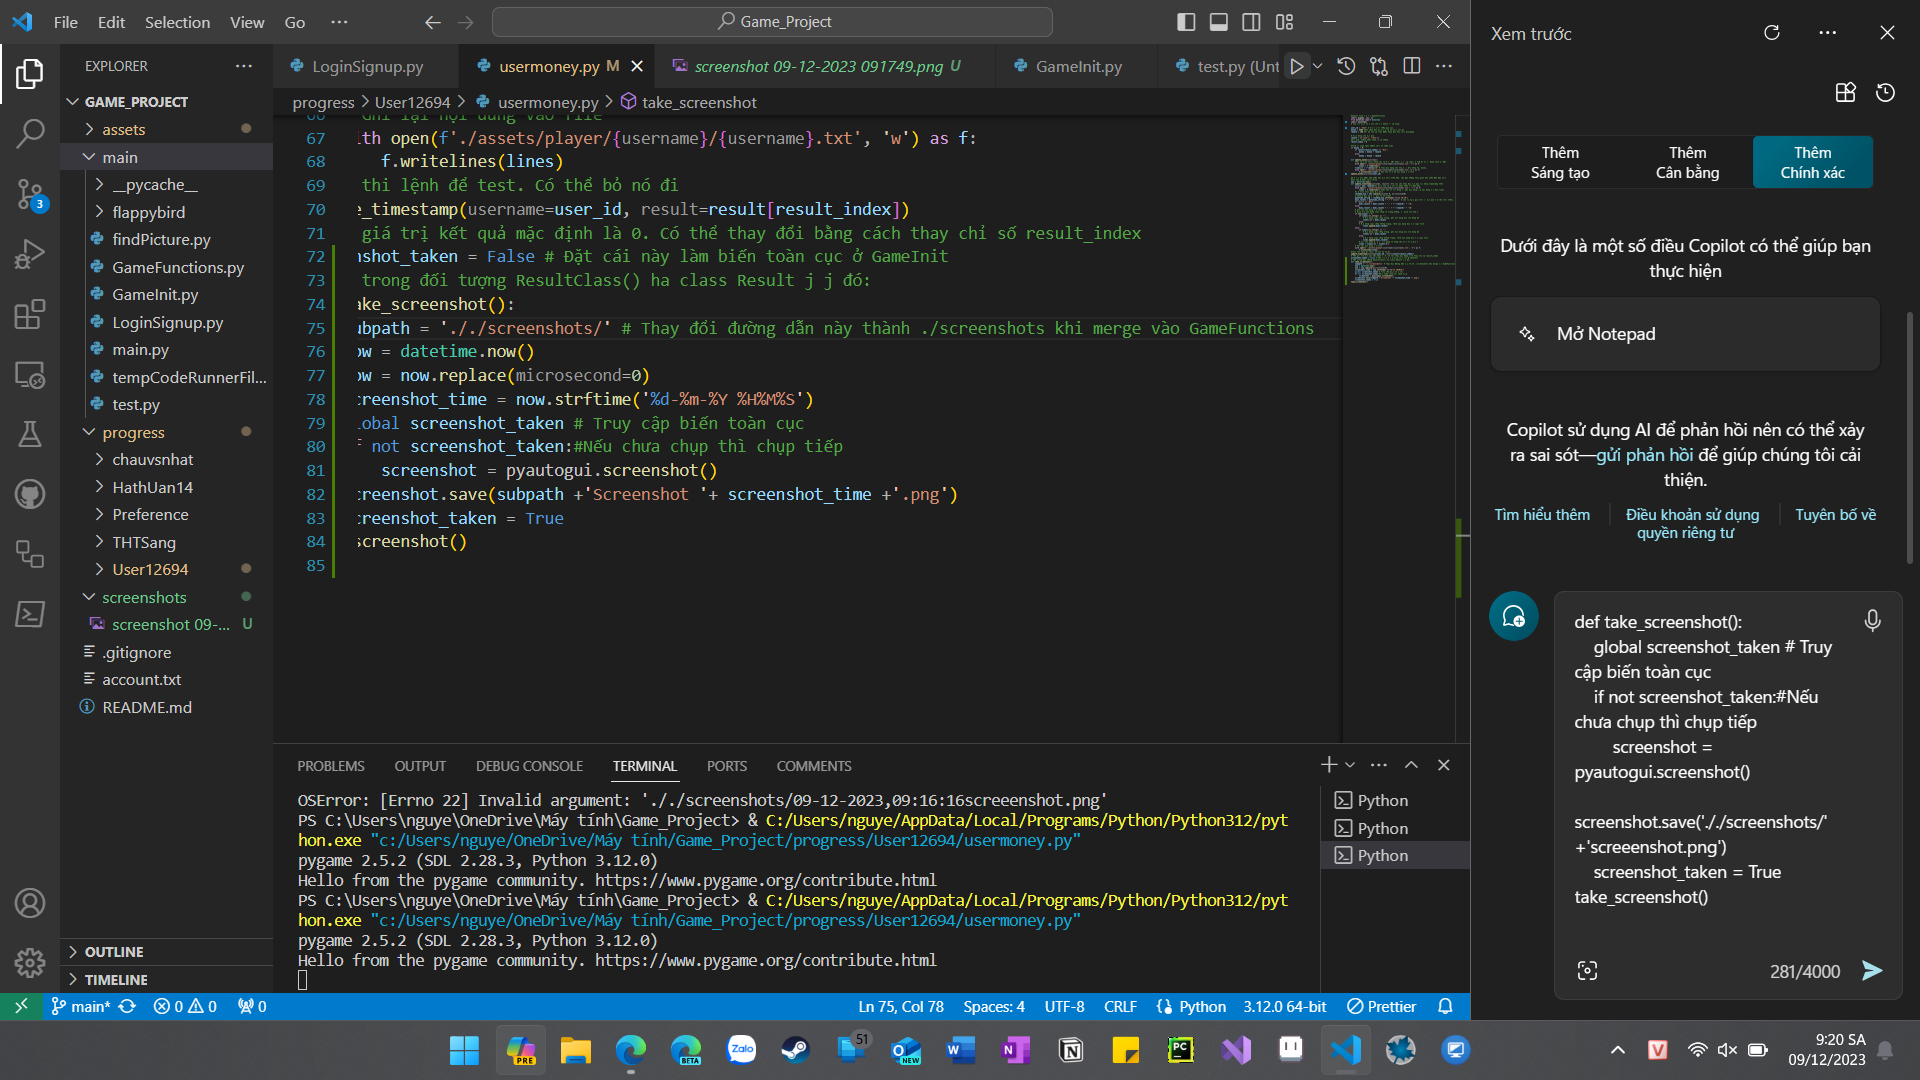 File Edit Selection View Go ···
Game_Project
EXPLORER
GAME_PROJECT
assets
main
__pycache__
flappybird
findPicture.py
GameFunctions.py
GameInit.py
LoginSignup.py
main.py
tempCodeRunnerFil...
test.py
progress
chauvsnhat
HathUan14
Preference
THTSang
User12694
screenshots
screenshot 09-... U
.gitignore
account.txt
README.md
OUTLINE
TIMELINE
3
LoginSignup.py
usermoney.py M
screenshot 09-12-2023 091749.png U
GameInit.py
test.py (Unt
progress > User12694 > usermoney.py > take_screenshot
67 ith open(f'./assets/player/{username}/{username}.txt', 'w') as f:
68 f.writelines(lines)
69 thi lệnh để test. Có thể bỏ nó đi
70 e_timestamp(username=user_id, result=result[result_index])
71 giá trị kết quả mặc định là 0. Có thể thay đổi bằng cách thay chỉ số result_index
72 nshot_taken = False # Đặt cái này làm biến toàn cục ở GameInit
73 trong đối tượng ResultClass() ha class Result j j đó:
74 ake_screenshot():
75 ubpath = '././screenshots/' # Thay đổi đường dẫn này thành ./screenshots khi merge vào GameFunctions
76 ow = datetime.now()
77 ow = now.replace(microsecond=0)
78 creenshot_time = now.strftime('%d-%m-%Y %H%M%S')
79 lobal screenshot_taken # Truy cập biến toàn cục
80 f not screenshot_taken:#Nếu chưa chụp thì chụp tiếp
81 screenshot = pyautogui.screenshot()
82 creenshot.save(subpath +'Screenshot '+ screenshot_time +'.png')
83 creenshot_taken = True
84 screenshot()
85
PROBLEMS OUTPUT DEBUG CONSOLE TERMINAL PORTS COMMENTS
OSError: [Errno 22] Invalid argument: '././screenshots/09-12-2023,09:16:16screeenshot.png'
PS C:\Users\nguye\OneDrive\Máy tính\Game_Project> & C:/Users/nguye/AppData/Local/Programs/Python/Python312/pyt
hon.exe "c:/Users/nguye/OneDrive/Máy tính/Game_Project/progress/User12694/usermoney.py"
pygame 2.5.2 (SDL 2.28.3, Python 3.12.0)
Hello from the pygame community. https://www.pygame.org/contribute.html
PS C:\Users\nguye\OneDrive\Máy tính\Game_Project> & C:/Users/nguye/AppData/Local/Programs/Python/Python312/pyt
hon.exe "c:/Users/nguye/OneDrive/Máy tính/Game_Project/progress/User12694/usermoney.py"
pygame 2.5.2 (SDL 2.28.3, Python 3.12.0)
Hello from the pygame community. https://www.pygame.org/contribute.html
Python
Python
Python
main* 0 0 0
Ln 75, Col 78 Spaces: 4 UTF-8 CRLF Python 3.12.0 64-bit Prettier
Xem trước
Thêm
Sáng tạo
Thêm
Cân bằng
Thêm
Chính xác
Dưới đây là một số điều Copilot có thể giúp bạn
thực hiện
Mở Notepad
Copilot sử dụng AI để phản hồi nên có thể xảy
ra sai sót—gửi phản hồi để giúp chúng tôi cải
thiện.
Tìm hiểu thêm
Điều khoản sử dụng
quyền riêng tư
Tuyên bố về
def take_screenshot():
global screenshot_taken # Truy
cập biến toàn cục
if not screenshot_taken:#Nếu
chưa chụp thì chụp tiếp
screenshot =
pyautogui.screenshot()
screenshot.save('././screenshots/'
+'screeenshot.png')
screenshot_taken = True
take_screenshot()
281/4000
PRE
BETA
Zalo
51
NEW
9:20 SA
09/12/2023